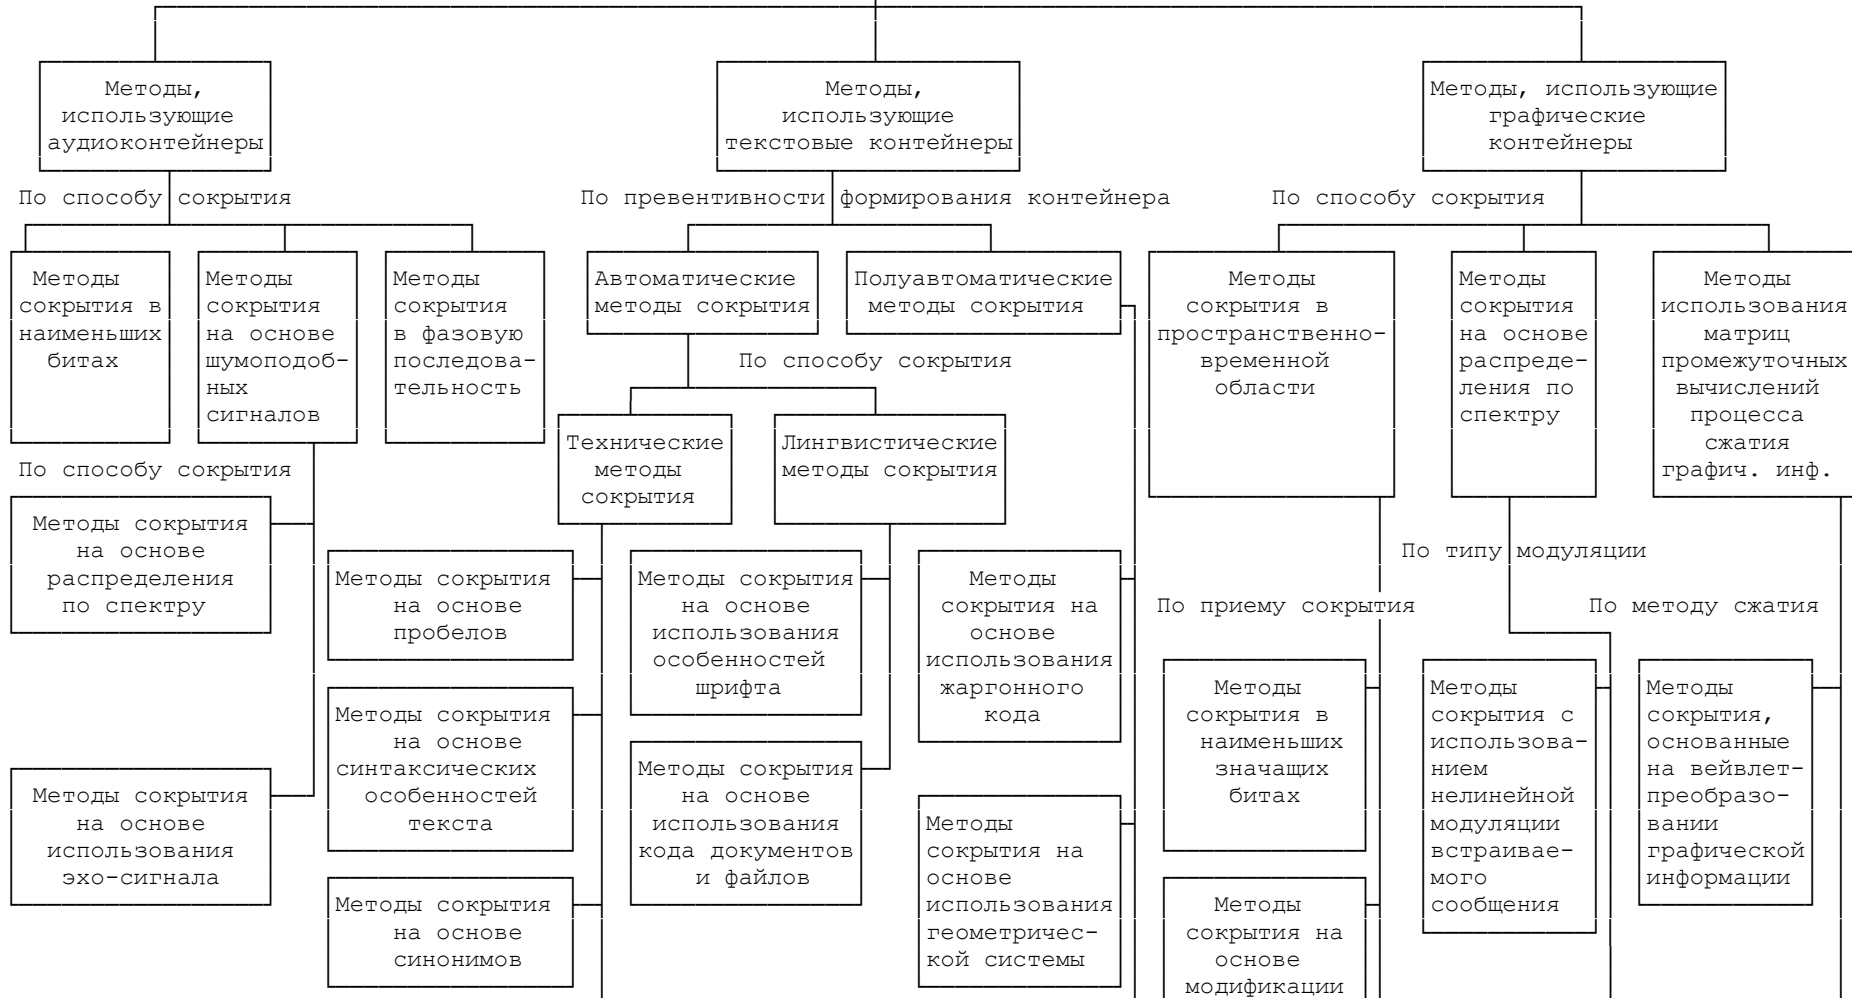 Методы,
использующие
аудиоконтейнеры
Методы,
использующие
текстовые контейнеры
Методы, использующие
графические
контейнеры
По способу сокрытия
По превентивности формирования контейнера
По способу сокрытия
Методы
сокрытия в
наименьших
битах
Методы
сокрытия
на основе
шумоподоб-
ных
сигналов
Методы
сокрытия
в фазовую
последова-
тельность
Автоматические
методы сокрытия
Полуавтоматические
методы сокрытия
Методы
сокрытия в
пространственно-
временной
области
Методы
сокрытия
на основе
распреде-
ления по
спектру
Методы
использования
матриц
промежуточных
вычислений
процесса
сжатия
графич. инф.
По способу сокрытия
Технические
методы
сокрытия
Лингвистические
методы сокрытия
По способу сокрытия
Методы сокрытия
на основе
распределения
по спектру
Методы сокрытия
на основе
использования
эхо-сигнала
Методы сокрытия
на основе
пробелов
Методы сокрытия
на основе
синтаксических
особенностей
текста
Методы сокрытия
на основе
синонимов
Методы сокрытия
на основе
использования
особенностей
шрифта
Методы сокрытия
на основе
использования
кода документов
и файлов
Методы
сокрытия на
основе
использования
жаргонного
кода
Методы
сокрытия на
основе
использования
геометричес-
кой системы
По приему сокрытия
Методы
сокрытия в
наименьших
значащих
битах
Методы
сокрытия на
основе
модификации
По типу модуляции
Методы
сокрытия с
использова-
нием
нелинейной
модуляции
встраивае-
мого
сообщения
По методу сжатия
Методы
сокрытия,
основанные
на вейвлет-
преобразо-
вании
графической
информации